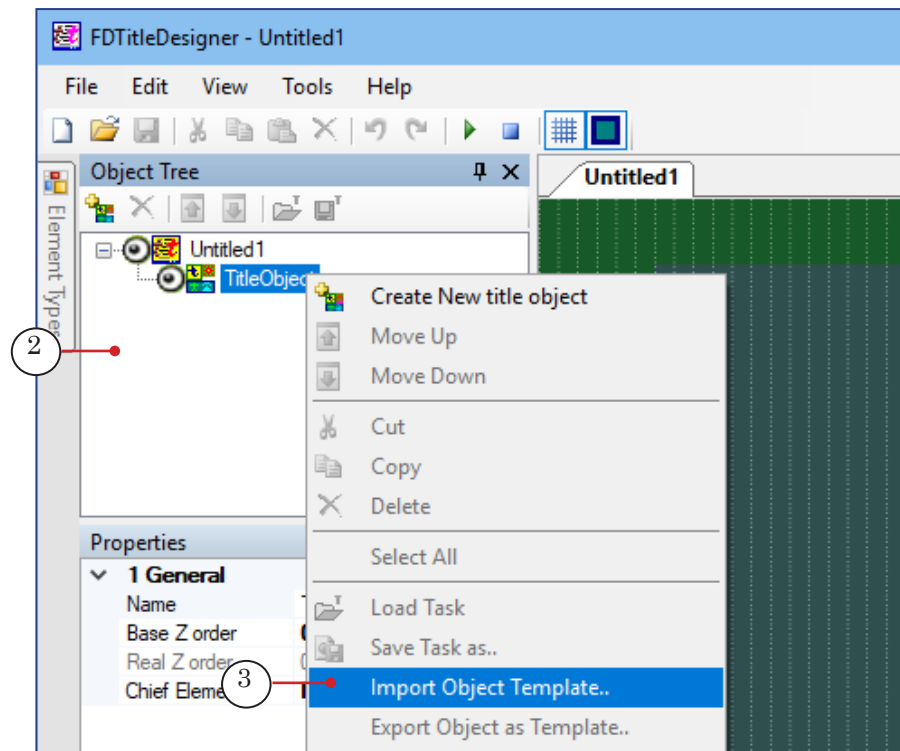 FDTitleDesigner - Untitled1
File Edit View Tools Help
Object Tree
Untitled1
Element Types
Untitled1
TitleObject
Create New title object
Move Up
2
Move Down
Cut
Copy
Delete
Select All
Properties
1 General
Name
Base Z order
Real Z order
Chief Eleme
Load Task
Save Task as..
3
Import Object Template..
Export Object as Template..